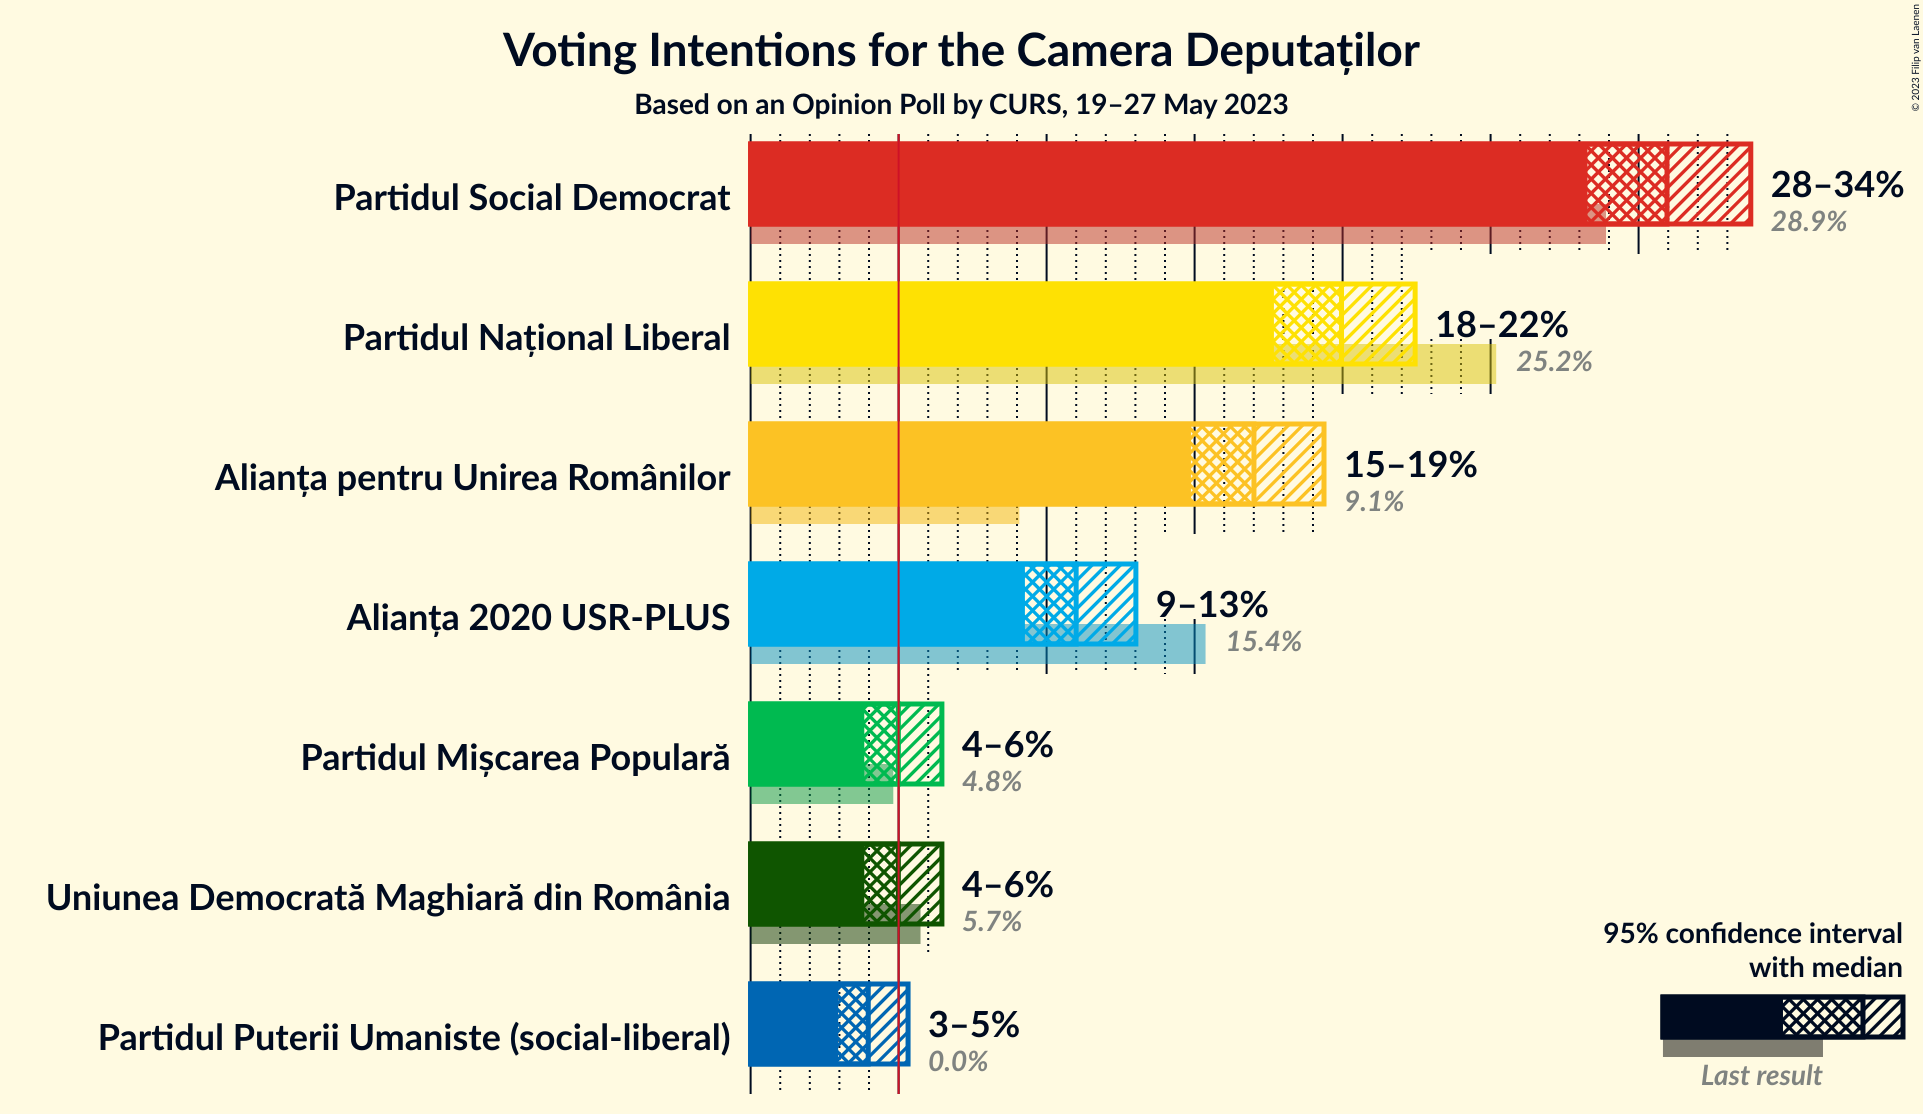 Voting Intentions for the Camera Deputaților
Based on an Opinion Poll by CURS, 19–27 May 2023
© 2023 Filip van Laenen
Partidul Social Democrat
28–34%
28.9%
Partidul Național Liberal
18–22%
25.2%
Alianța pentru Unirea Românilor
15–19%
9.1%
Alianța 2020 USR-PLUS
9–13%
15.4%
Partidul Mișcarea Populară
4–6%
4.8%
Uniunea Democrată Maghiară din România
4–6%
5.7%
Partidul Puterii Umaniste (social-liberal)
3–5%
0.0%
95% confidence interval
with median
Last result